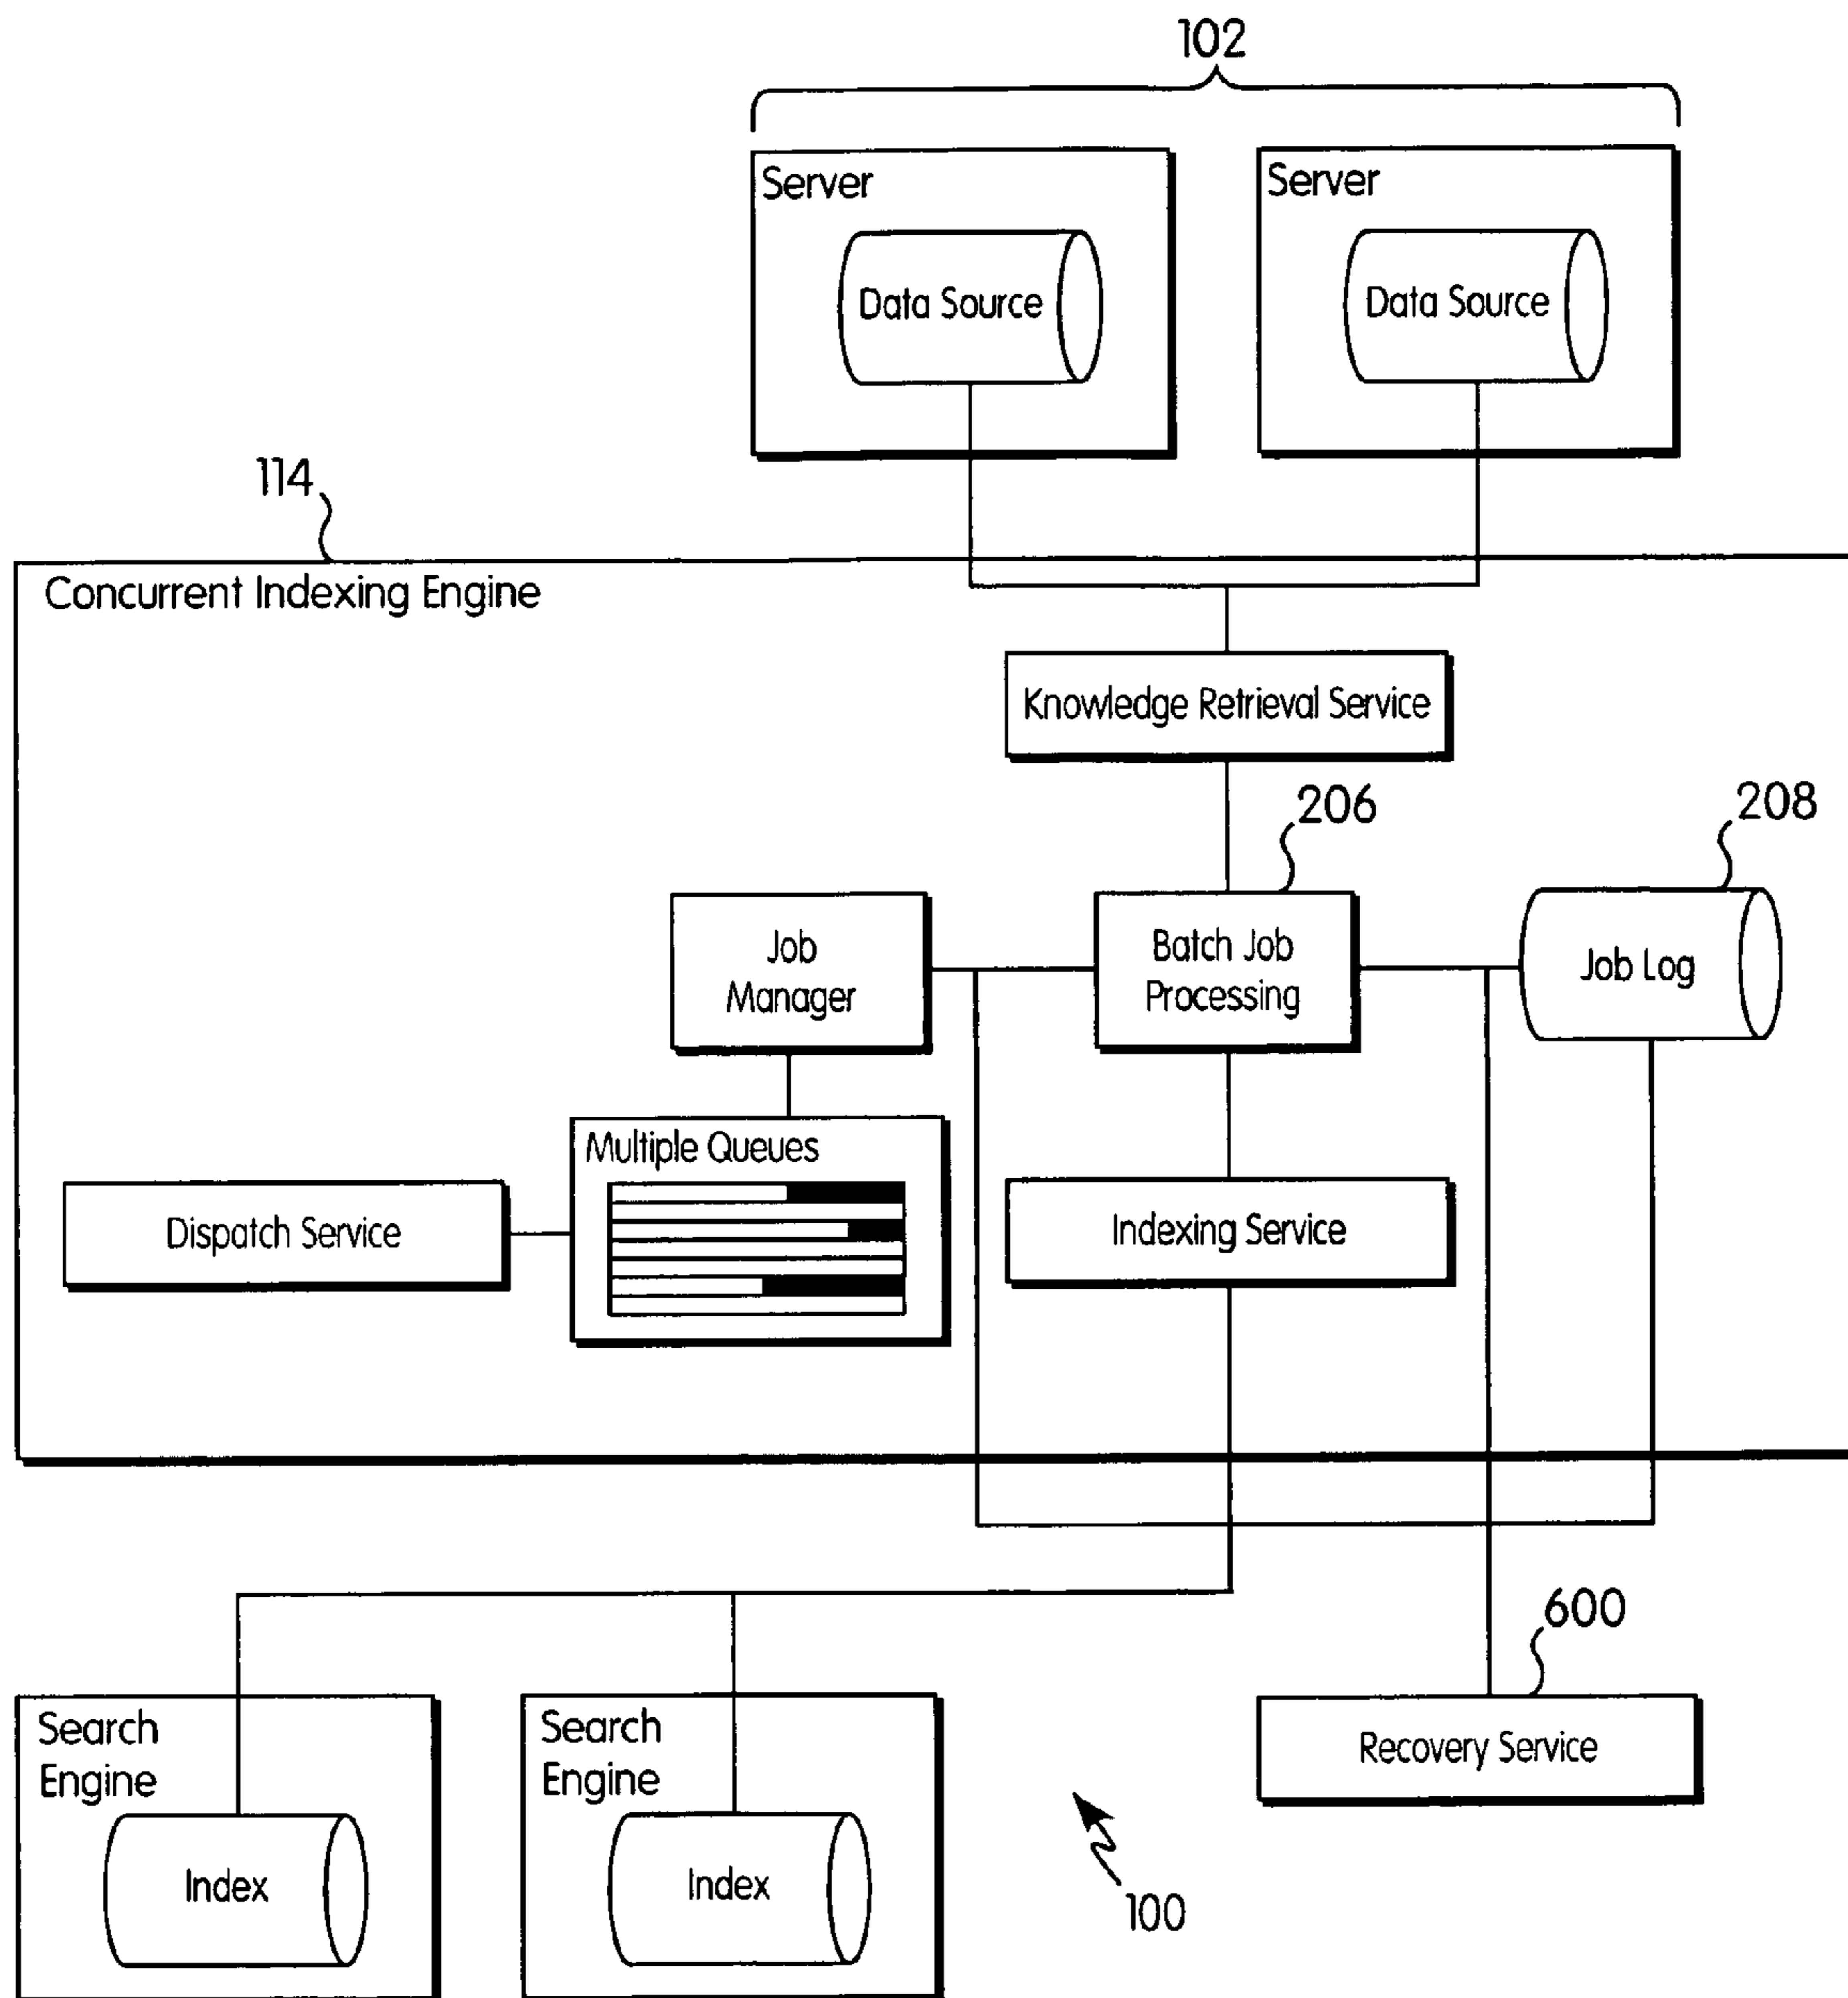 102
Server
Server
Data Source
Data Source
114
Concurrent Indexing Engine
Knowledge Retrieval Service
206
208
Job
Manager
Batch Job
Processing
Job Log
Multiple Queues
Dispatch Service
Indexing Service
600
Search
Engine
Search
Engine
Recovery Service
Index
Index
100